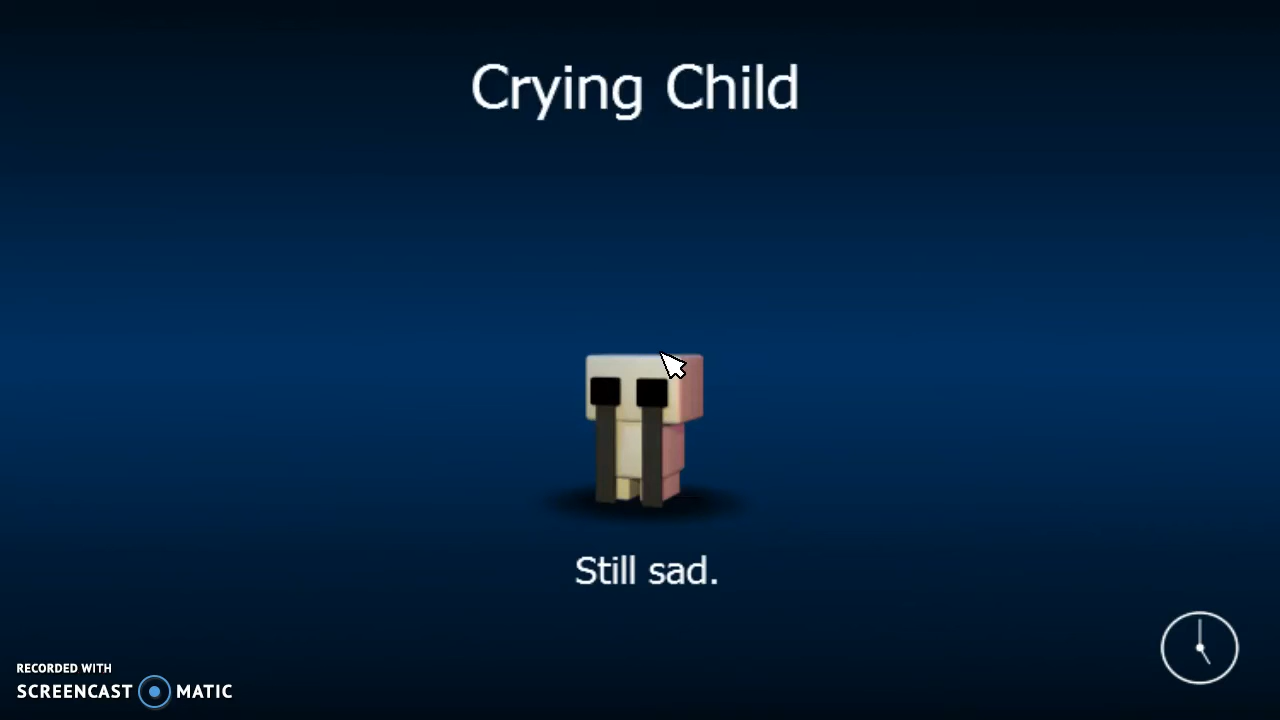 Crying Child
Still sad.
RECORDED WITH
SCREENCAST MATIC